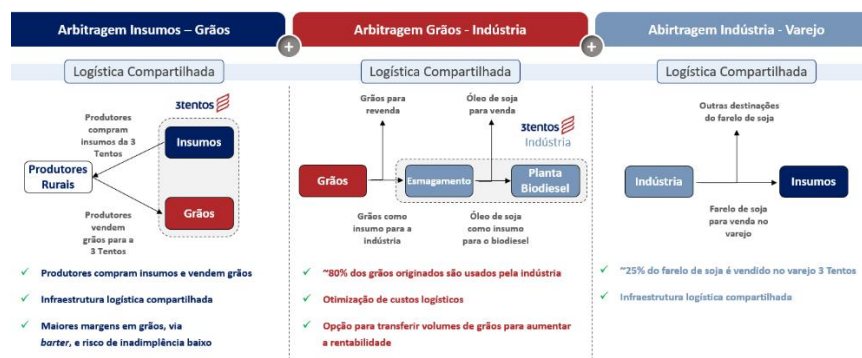 Arbitragem Insumos – Grãos
+
Arbitragem Grãos - Indústria
+
Abirtragem Indústria - Varejo
Logística Compartilhada
Produtores
compram
insumos da 3
Tentos
3tentos
Insumos
Produtores
Rurais
Grãos
Produtores
vendem
grãos para a
3 Tentos
Logística Compartilhada
Grãos para
revenda
Óleo de soja
para venda
3tentos
Indústria
Grãos
Esmagamento
Planta
Biodiesel
Grãos como
insumo para a
indústria
Óleo de soja
como insumo
para o biodiesel
Logística Compartilhada
Outras destinações
do farelo de soja
Indústria
Insumos
Farelo de soja
para venda no
varejo
✓ Produtores compram insumos e vendem grãos
✓ Infraestrutura logística compartilhada
✓ Maiores margens em grãos, via
barter, e risco de inadimplência baixo
✓ ~80% dos grãos originados são usados pela indústria
✓ Otimização de custos logísticos
✓ Opção para transferir volumes de grãos para aumentar
a rentabilidade
✓ ~25% do farelo de soja é vendido no varejo 3 Tentos
✓ Infraestrutura logística compartilhada